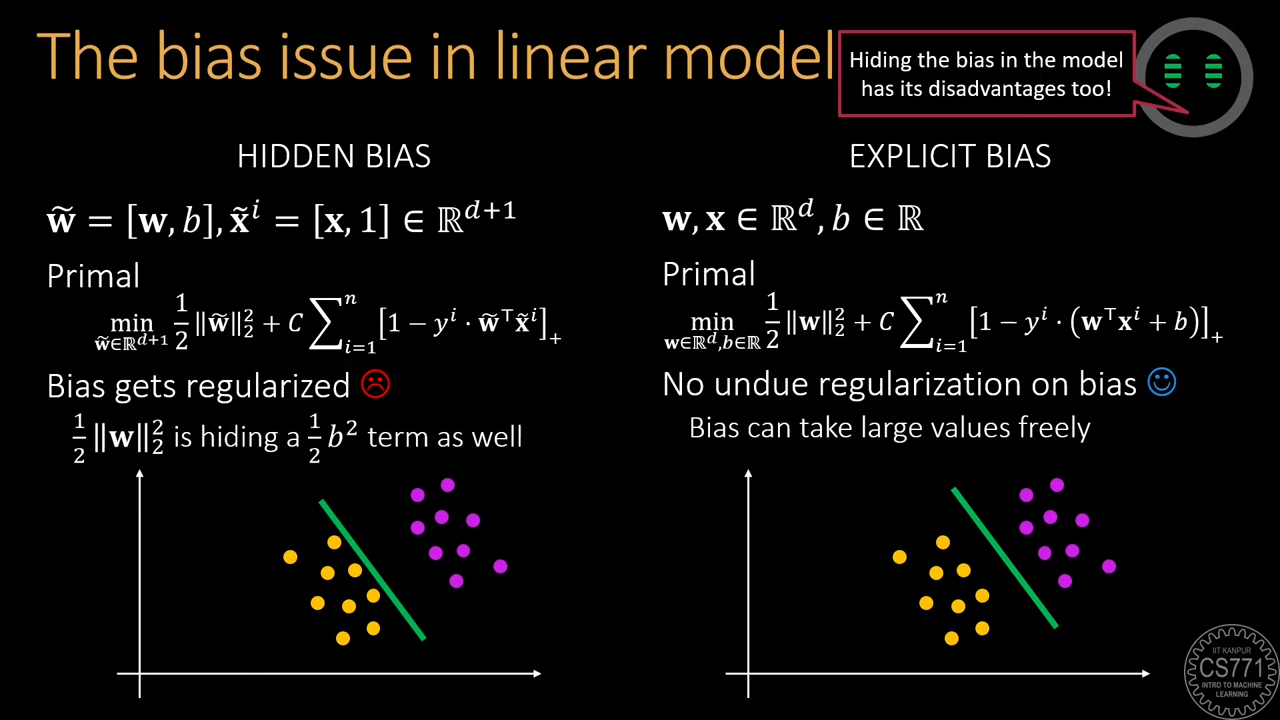 The bias issue in linear model
Hiding the bias in the model
has its disadvantages too!
HIDDEN BIAS
w̃ = [w, b], x̃ⁱ = [x, 1] ∈ ℝᵈ⁺¹
Primal
min_{w̃∈ℝᵈ⁺¹} 1/2 ‖w̃‖₂² + C ∑ᵢ₌₁ⁿ [1 − yⁱ · w̃ᵀx̃ⁱ]₊
Bias gets regularized ☹
1/2 ‖w‖₂² is hiding a 1/2 b² term as well
EXPLICIT BIAS
w, x ∈ ℝᵈ, b ∈ ℝ
Primal
min_{w∈ℝᵈ,b∈ℝ} 1/2 ‖w‖₂² + C ∑ᵢ₌₁ⁿ [1 − yⁱ · (wᵀxⁱ + b)]₊
No undue regularization on bias ☺
Bias can take large values freely
IIT KANPUR
CS771
INTRO TO MACHINE
LEARNING